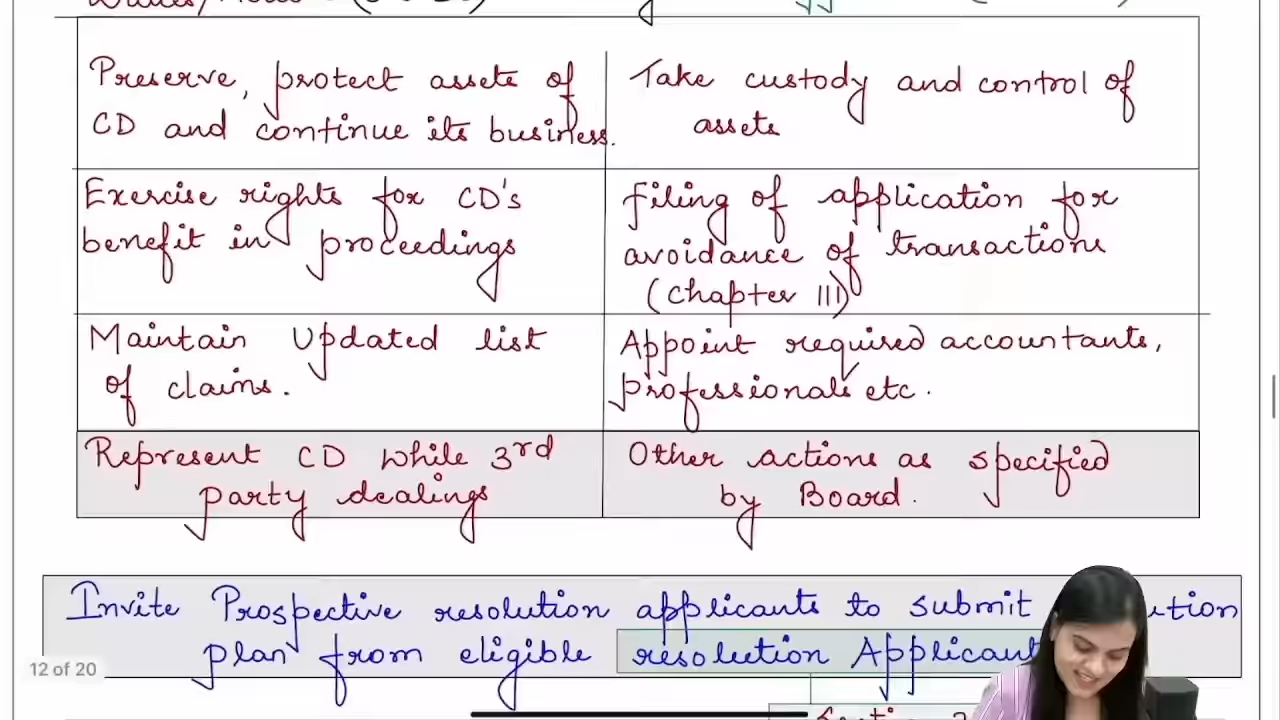 Preserve, protect assets of
CD and continue its business.
Take custody and control of
assets
Exercise rights for CD's
benefit in proceedings
Filing of application for
avoidance of transactions
(Chapter III)
Maintain Updated list
of claims.
Appoint required accountants,
professionals etc.
Represent CD while 3rd
party dealings
Other actions as specified
by Board.
Invite Prospective resolution applicants to submit
plan from eligible resolution Applicant
12 of 20